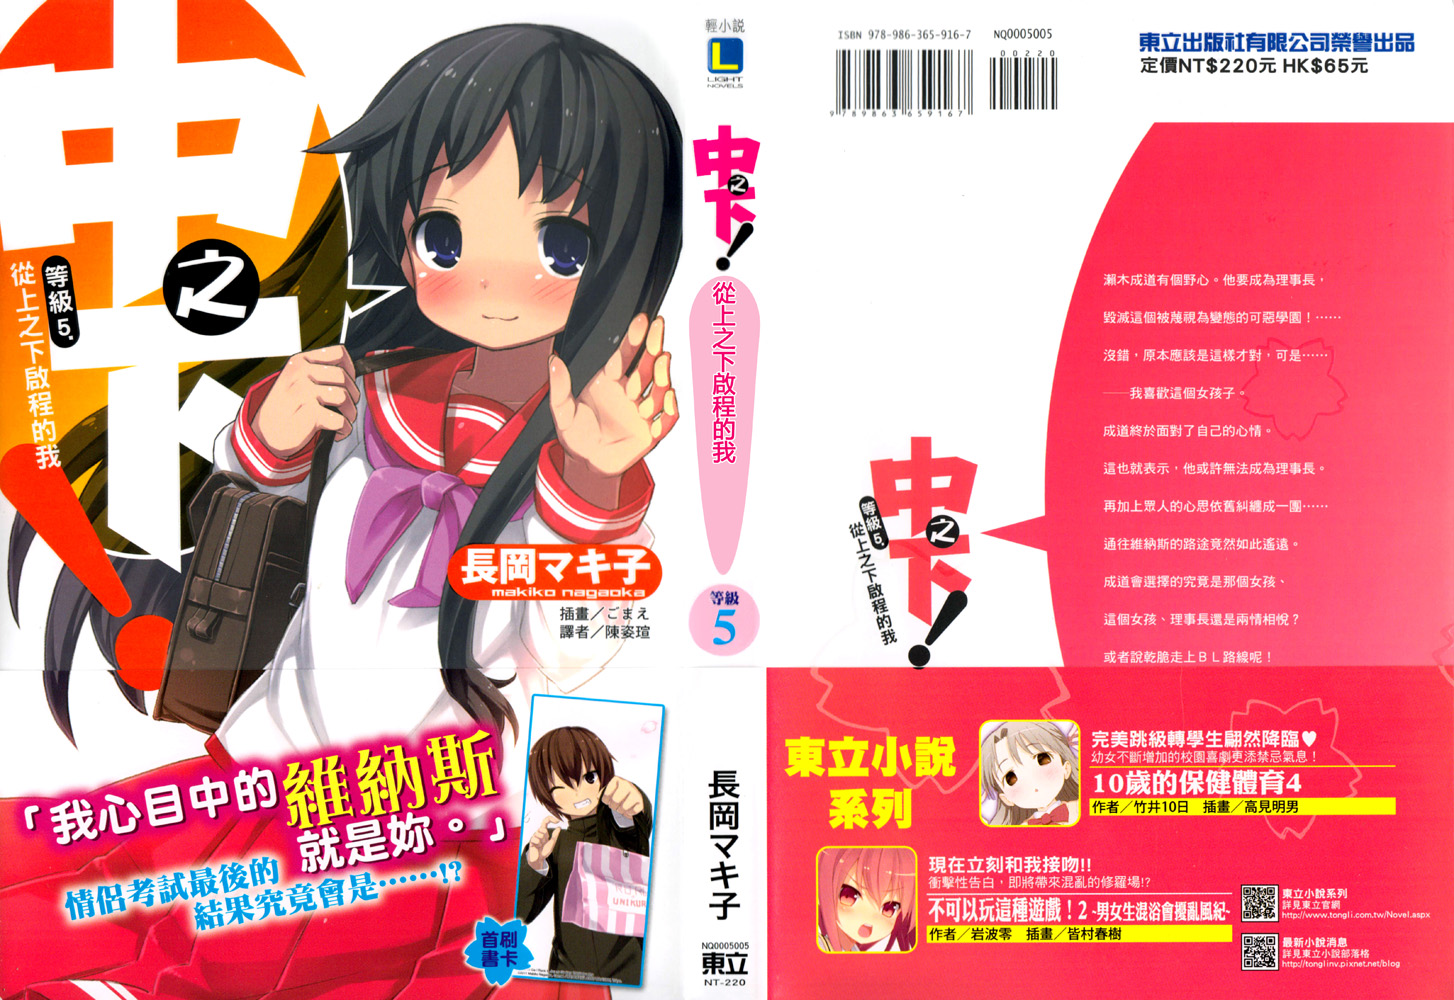 中之下!
等級5.
從上之下啟程的我
長岡マキ子
makiko nagaoka
插畫／ごまえ
譯者／陳姿瑄
「我心目中的維納斯
就是妳。」
情侶考試最後的
結果究竟會是……!?
首刷
書卡
輕小說
L
LIGHT
NOVELS
中之下!
從上之下啟程的我
等級
5
長岡マキ子
NQ0005005
東立
NT-220
ISBN 978-986-365-916-7
NQ0005005
00220
9789863659167
東立出版社有限公司榮譽出品
定價NT$220元 HK$65元
瀨木成道有個野心。他要成為理事長，
毀滅這個被蔑視為變態的可惡學園！……
沒錯，原本應該是這樣才對，可是……
——我喜歡這個女孩子。
成道終於面對了自己的心情。
這也就表示，他或許無法成為理事長。
再加上眾人的心思依舊糾纏成一團……
通往維納斯的路途竟然如此遙遠。
成道會選擇的究竟是那個女孩、
這個女孩、理事長還是兩情相悅？
或者說乾脆走上ＢＬ路線呢！
中之下!
等級5.
從上之下啟程的我
東立小說
系列
完美跳級轉學生翩然降臨♥
幼女不斷增加的校園喜劇更添禁忌氣息！
10歲的保健體育4
作者／竹井10日　插畫／高見明男
現在立刻和我接吻!!
衝擊性告白，即將帶來混亂的修羅場!?
不可以玩這種遊戲！2 ~男女生混浴會擾亂風紀~
作者／岩波零　插畫／皆村春樹
東立小說系列
詳見東立官網
http://www.tongli.com.tw/Novel.aspx
最新小說消息
詳見東立小說部落格
http://tonglinv.pixnet.net/blog